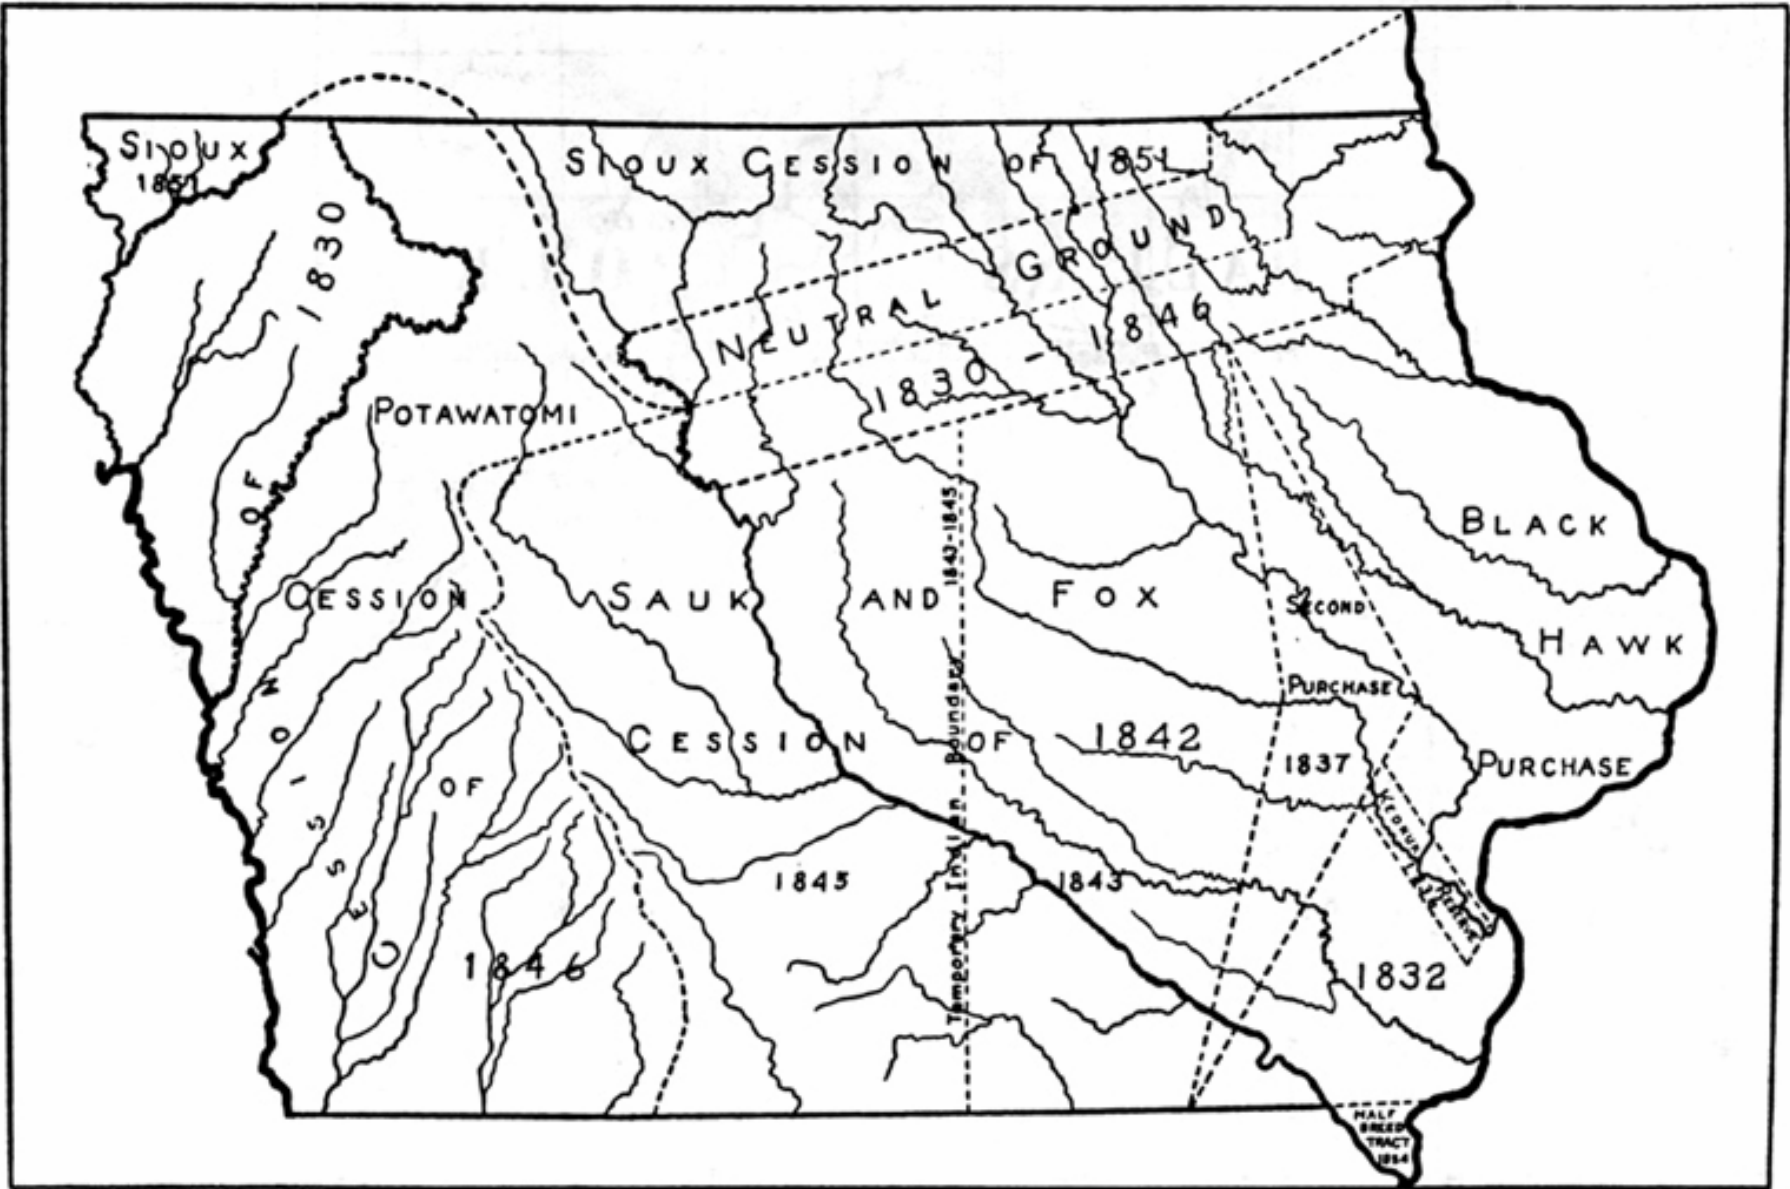 SIOUX
1851
SIOUX CESSION OF 1851
CESSION OF 1830
NEUTRAL GROUND
1830 – 1846
POTAWATOMI
CESSION
OF
1846
SAUK AND FOX
CESSION OF 1842
1843-1845
Temporary Indian Boundary
1845
1843
BLACK
HAWK
PURCHASE
1832
SECOND
PURCHASE
1837
KEOKUK
RESERVE
HALF
BREED
TRACT